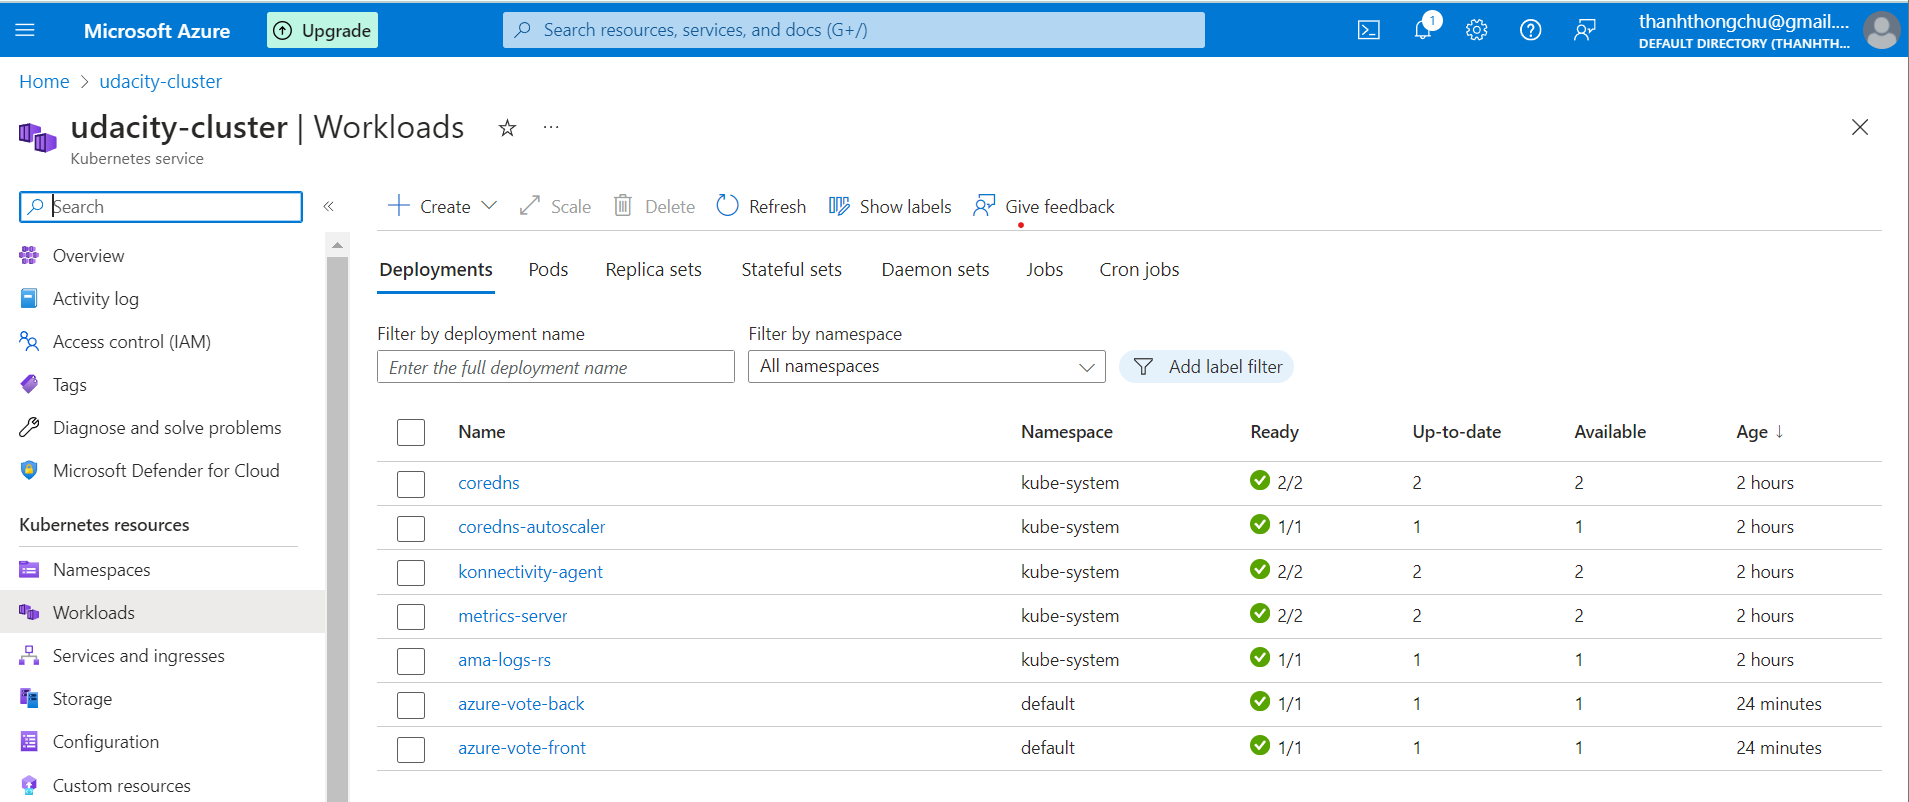 Microsoft Azure
Upgrade
Search resources, services, and docs (G+/)
1
thanhthongchu@gmail....
DEFAULT DIRECTORY (THANHTH...
Home > udacity-cluster
udacity-cluster | Workloads
...
Kubernetes service
Search
«
Create
Scale
Delete
Refresh
Show labels
Give feedback
Overview
Activity log
Access control (IAM)
Tags
Diagnose and solve problems
Microsoft Defender for Cloud
Kubernetes resources
Namespaces
Workloads
Services and ingresses
Storage
Configuration
Custom resources
Deployments Pods Replica sets Stateful sets Daemon sets Jobs Cron jobs
Filter by deployment name
Enter the full deployment name
Filter by namespace
All namespaces
Add label filter
Name Namespace Ready Up-to-date Available Age ↓
coredns kube-system 2/2 2 2 2 hours
coredns-autoscaler kube-system 1/1 1 1 2 hours
konnectivity-agent kube-system 2/2 2 2 2 hours
metrics-server kube-system 2/2 2 2 2 hours
ama-logs-rs kube-system 1/1 1 1 2 hours
azure-vote-back default 1/1 1 1 24 minutes
azure-vote-front default 1/1 1 1 24 minutes